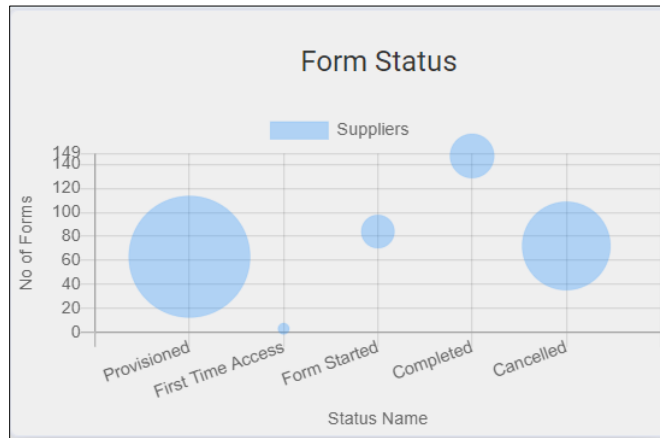 Form Status
Suppliers
149
140
120
100
80
60
40
20
0
No of Forms
Provisioned
First Time Access
Form Started
Completed
Cancelled
Status Name